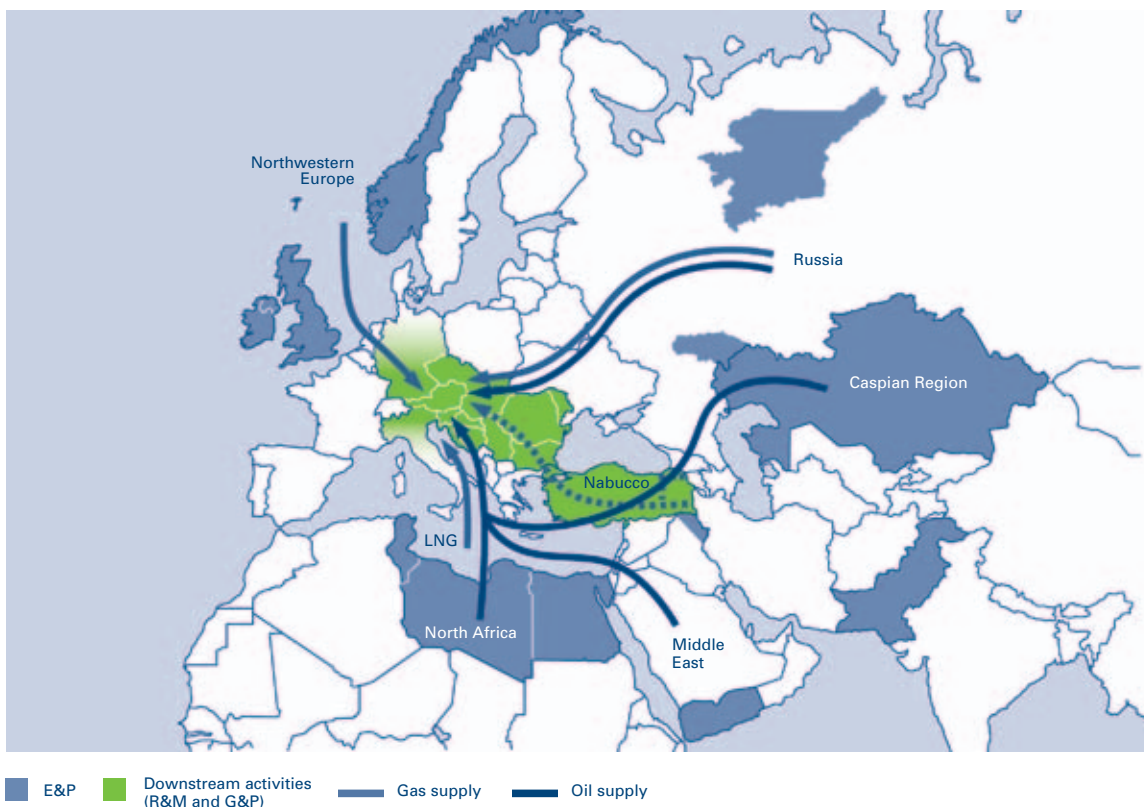 Northwestern
Europe
Russia
Caspian Region
Nabucco
LNG
North Africa
Middle
East
E&P
Downstream activities
(R&M and G&P)
Gas supply
Oil supply